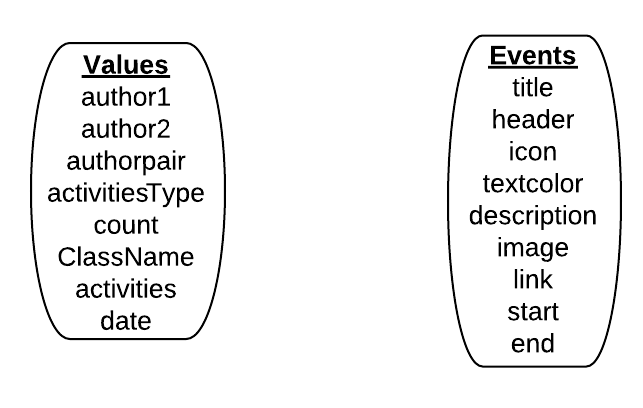 Values
author1
author2
authorpair
activitiesType
count
ClassName
activities
date
Events
title
header
icon
textcolor
description
image
link
start
end